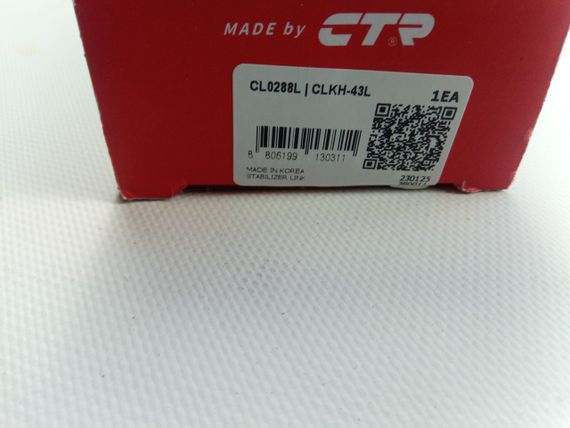 MADE by CTR
CL0288L | CLKH-43L
1EA
8 806199 130311
MADE IN KOREA
STABILIZER LINK
230125